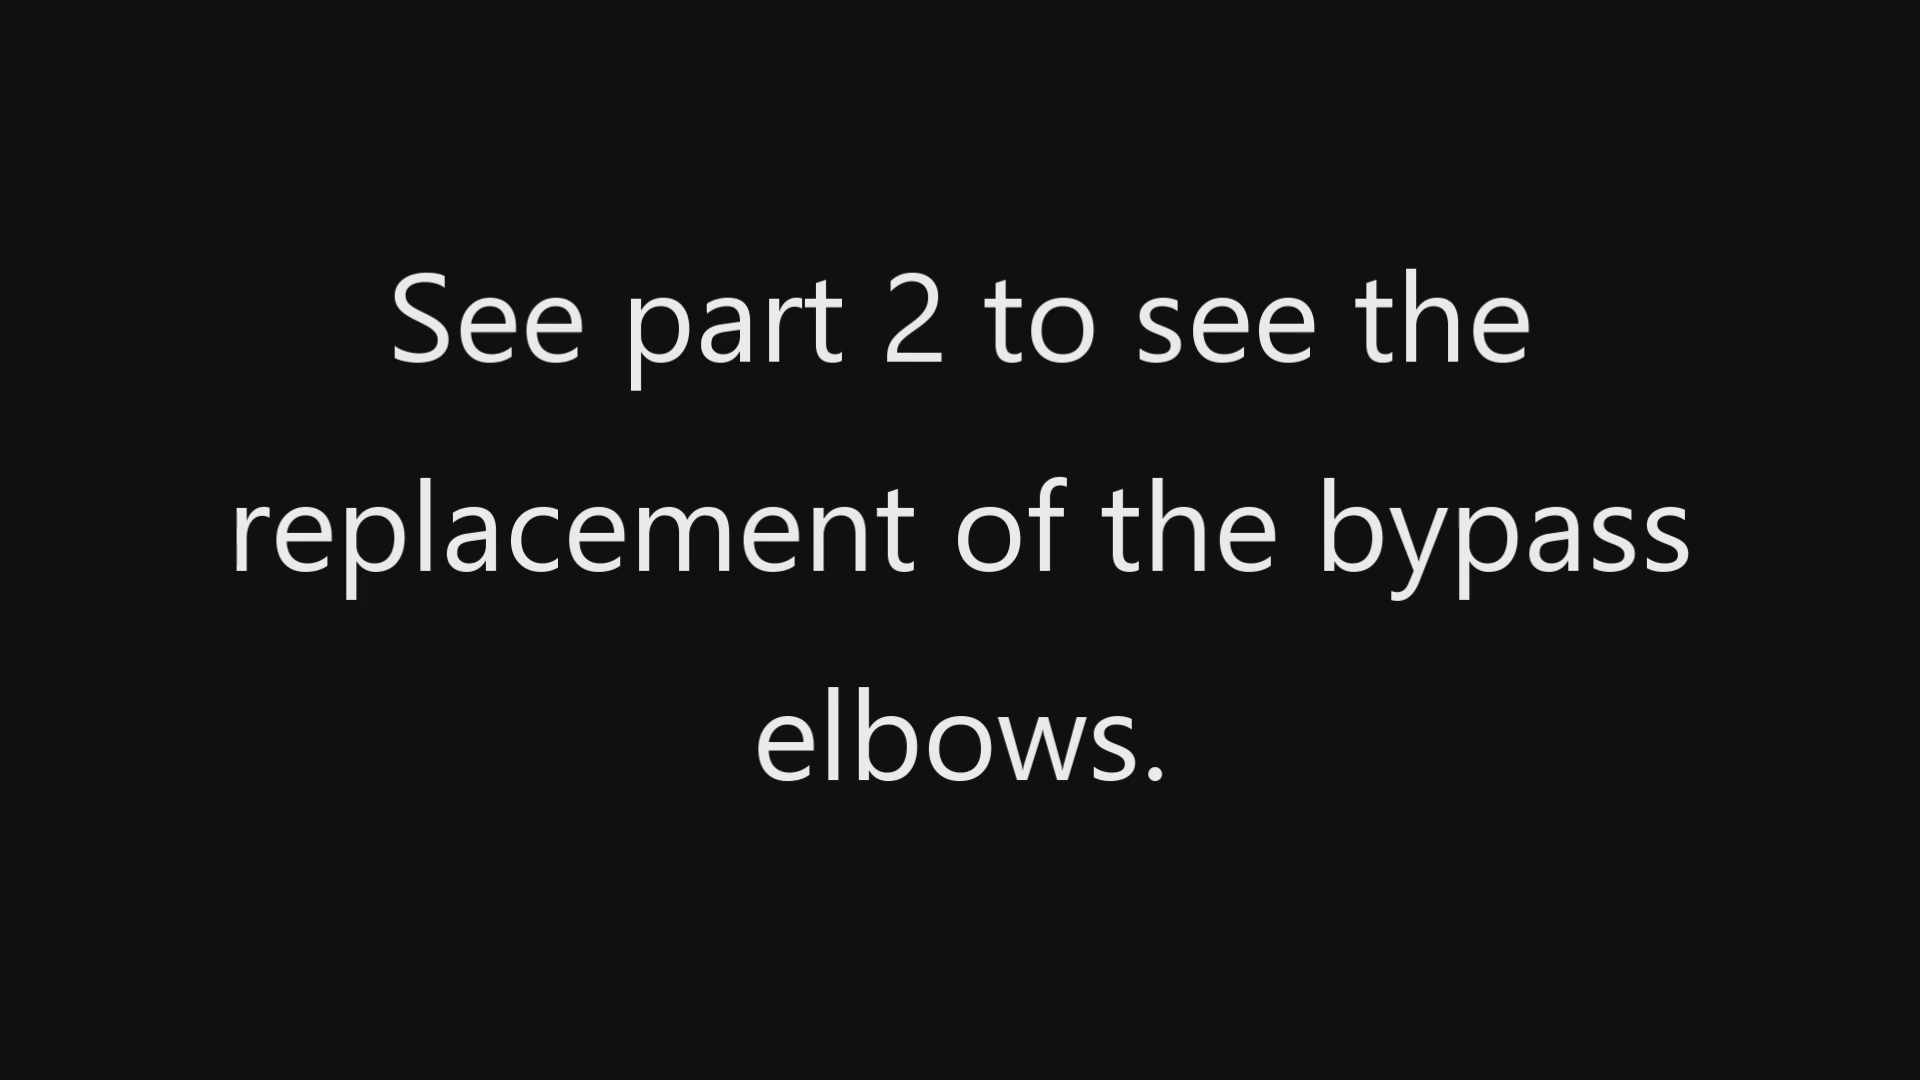 See part 2 to see the
replacement of the bypass
elbows.